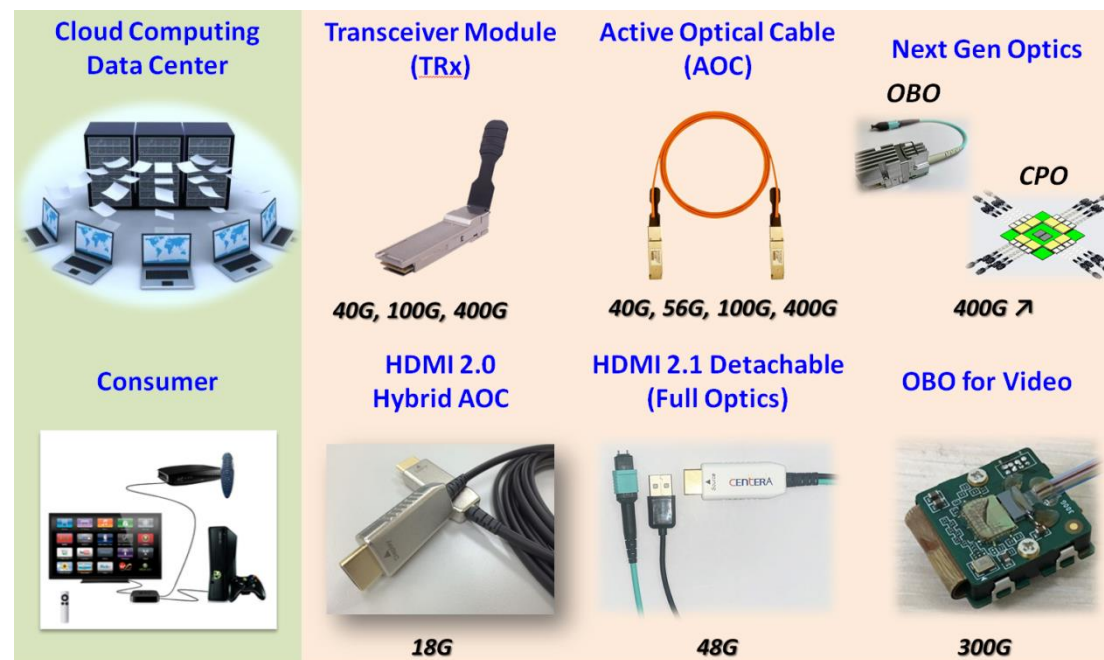 Cloud Computing
Data Center
Transceiver Module
(TRx)
Active Optical Cable
(AOC)
Next Gen Optics
OBO
CPO
40G, 100G, 400G
40G, 56G, 100G, 400G
400G ↗
Consumer
HDMI 2.0
Hybrid AOC
HDMI 2.1 Detachable
(Full Optics)
OBO for Video
CENTERA
18G
48G
300G